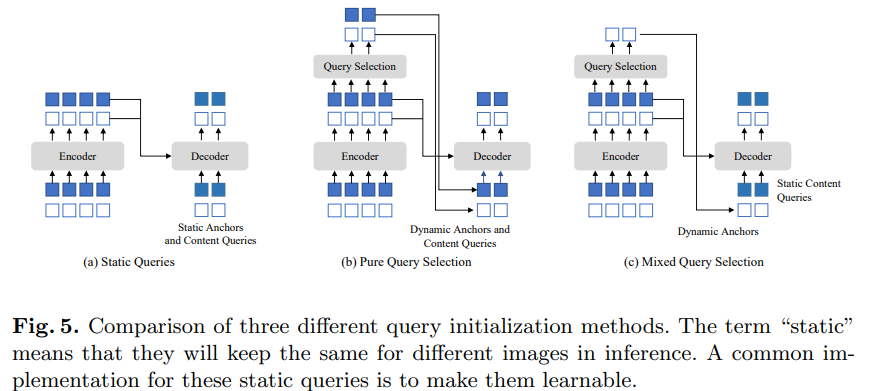 Query Selection
Query Selection
Encoder
Decoder
Encoder
Decoder
Encoder
Decoder
Static Anchors
and Content Queries
Dynamic Anchors and
Content Queries
Static Content
Queries
Dynamic Anchors
(a) Static Queries
(b) Pure Query Selection
(c) Mixed Query Selection
Fig. 5. Comparison of three different query initialization methods. The term “static”
means that they will keep the same for different images in inference. A common im-
plementation for these static queries is to make them learnable.